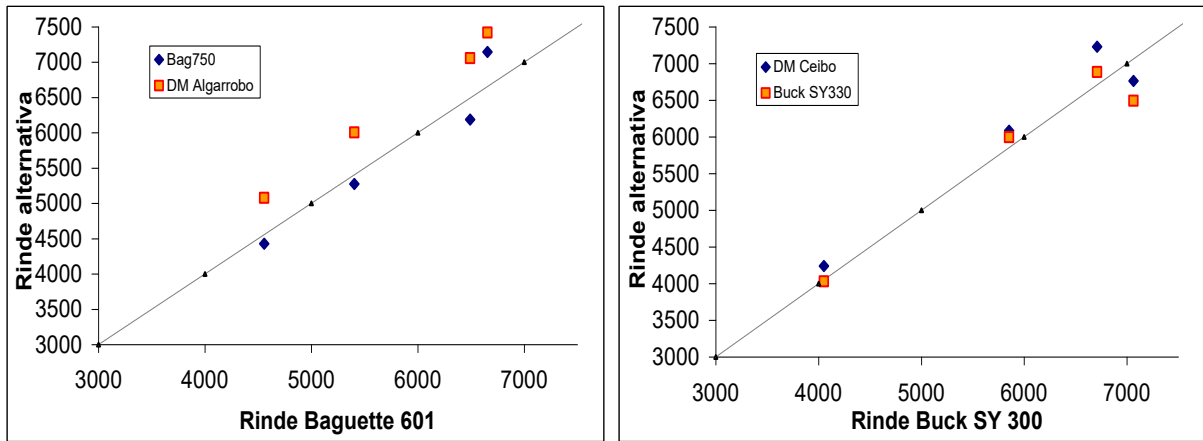 Rinde alternativa
7500
7000
6500
6000
5500
5000
4500
4000
3500
3000
Bag750
DM Algarrobo
3000 4000 5000 6000 7000
Rinde Baguette 601
Rinde alternativa
7500
7000
6500
6000
5500
5000
4500
4000
3500
3000
DM Ceibo
Buck SY330
3000 4000 5000 6000 7000
Rinde Buck SY 300